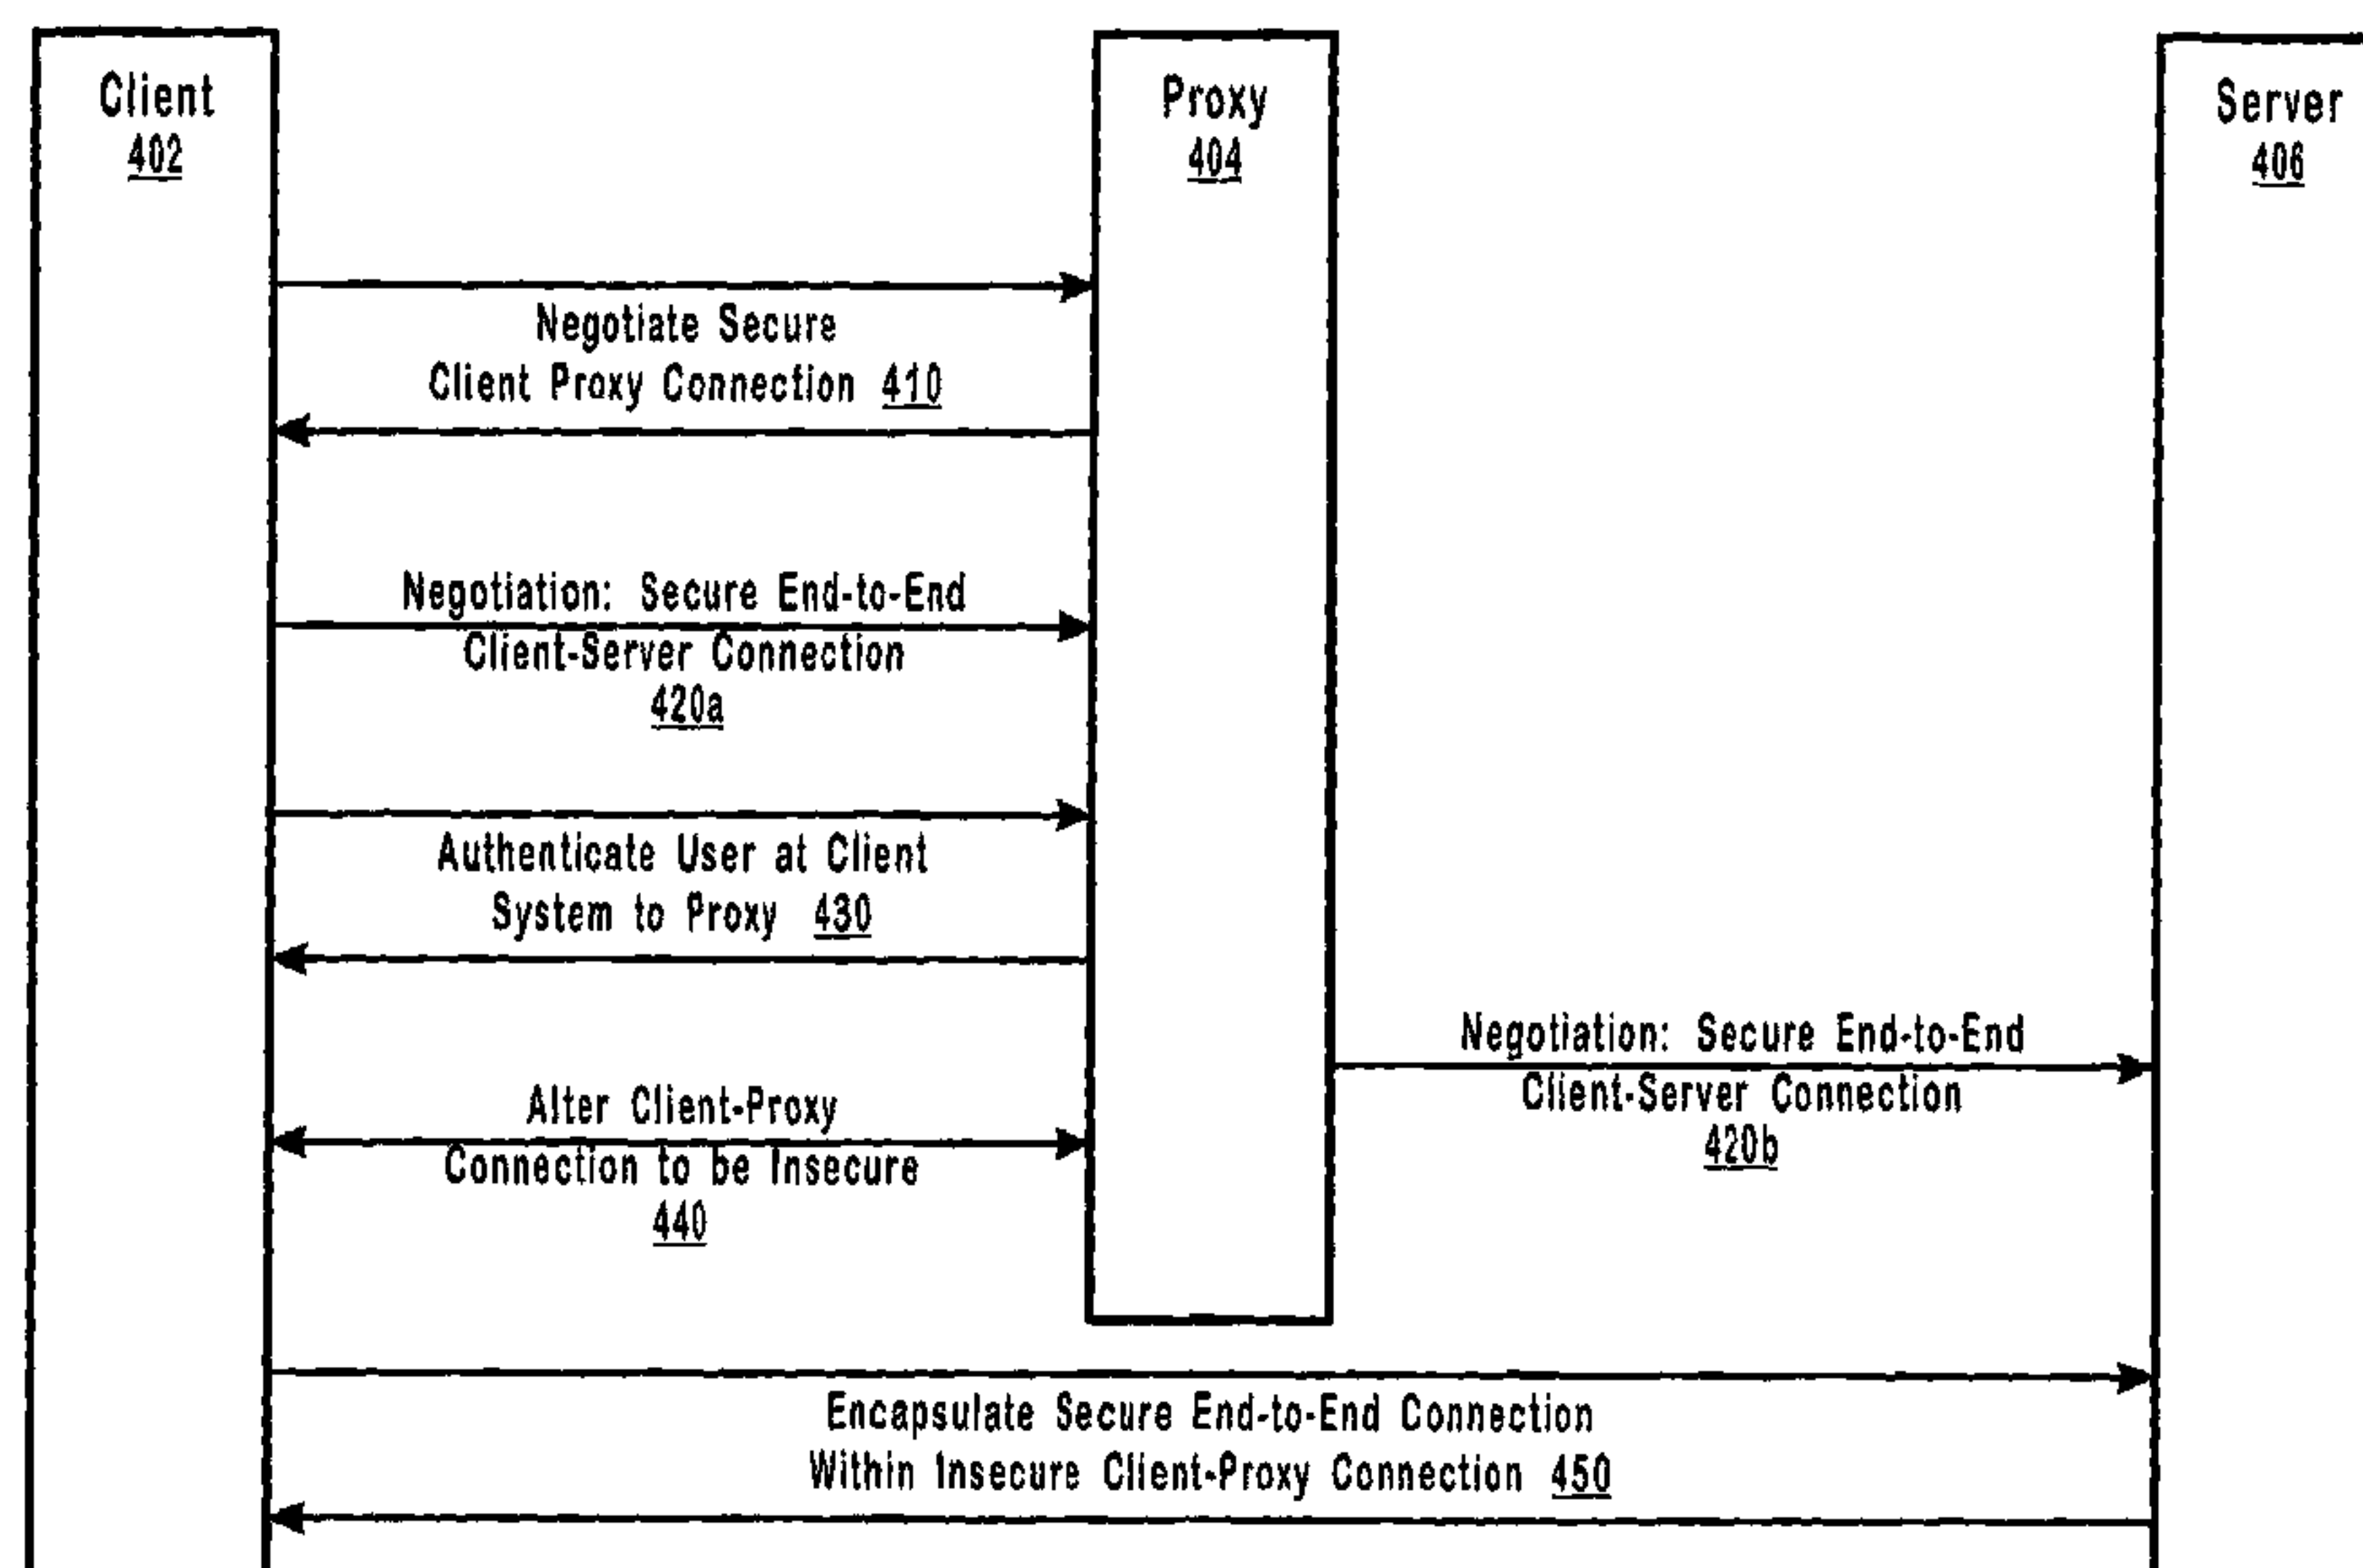 Client
402
Proxy
404
Server
406
Negotiate Secure
Client Proxy Connection 410
Negotiation: Secure End-to-End
Client-Server Connection
420a
Authenticate User at Client
System to Proxy 430
Negotiation: Secure End-to-End
Client-Server Connection
420b
Alter Client-Proxy
Connection to be Insecure
440
Encapsulate Secure End-to-End Connection
Within Insecure Client-Proxy Connection 450